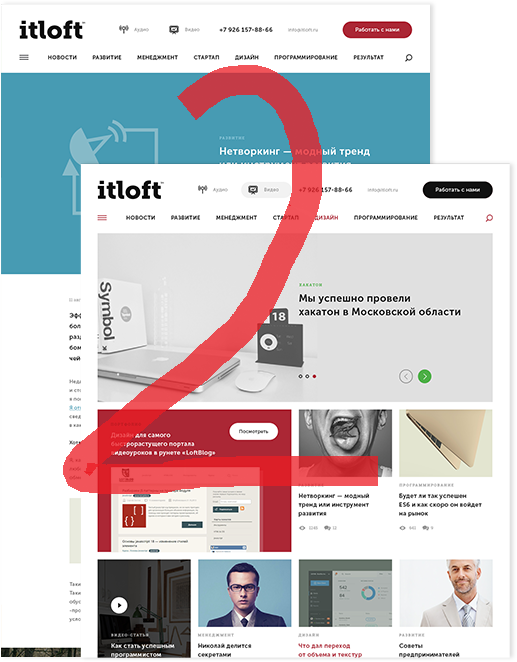 itloft
Аудио
Видео
+7 926 157-88-66
info@itloft.ru
Работать с нами
НОВОСТИ
РАЗВИТИЕ
МЕНЕДЖМЕНТ
СТАРТАП
ДИЗАЙН
ПРОГРАММИРОВАНИЕ
РЕЗУЛЬТАТ
РАЗВИТИЕ
Нетворкинг — модный тренд
2
itloft
Аудио
Видео
+7 926 157-88-66
info@itloft.ru
Работать с нами
НОВОСТИ
РАЗВИТИЕ
МЕНЕДЖМЕНТ
СТАРТАП
ДИЗАЙН
ПРОГРАММИРОВАНИЕ
РЕЗУЛЬТАТ
Symbol
18
ХАКАТОН
Мы успешно провели
хакатон в Московской области
Дизайн для самого
быстрорастущего портала
видеоуроков в рунете «LoftBlog»
Посмотреть
РАЗВИТИЕ
Нетворкинг — модный
тренд или инструмент
развития
12
ПРОГРАММИРОВАНИЕ
Будет ли так успешен
ES6 и как скоро он войдет
на рынок
ВИДЕО-СТАТЬИ
Как стать успешным
программистом
МЕНЕДЖМЕНТ
Николай делится
секретами
ДИЗАЙН
Что дал переход
от объема и текстур
РАЗВИТИЕ
Советы
предпринимателей